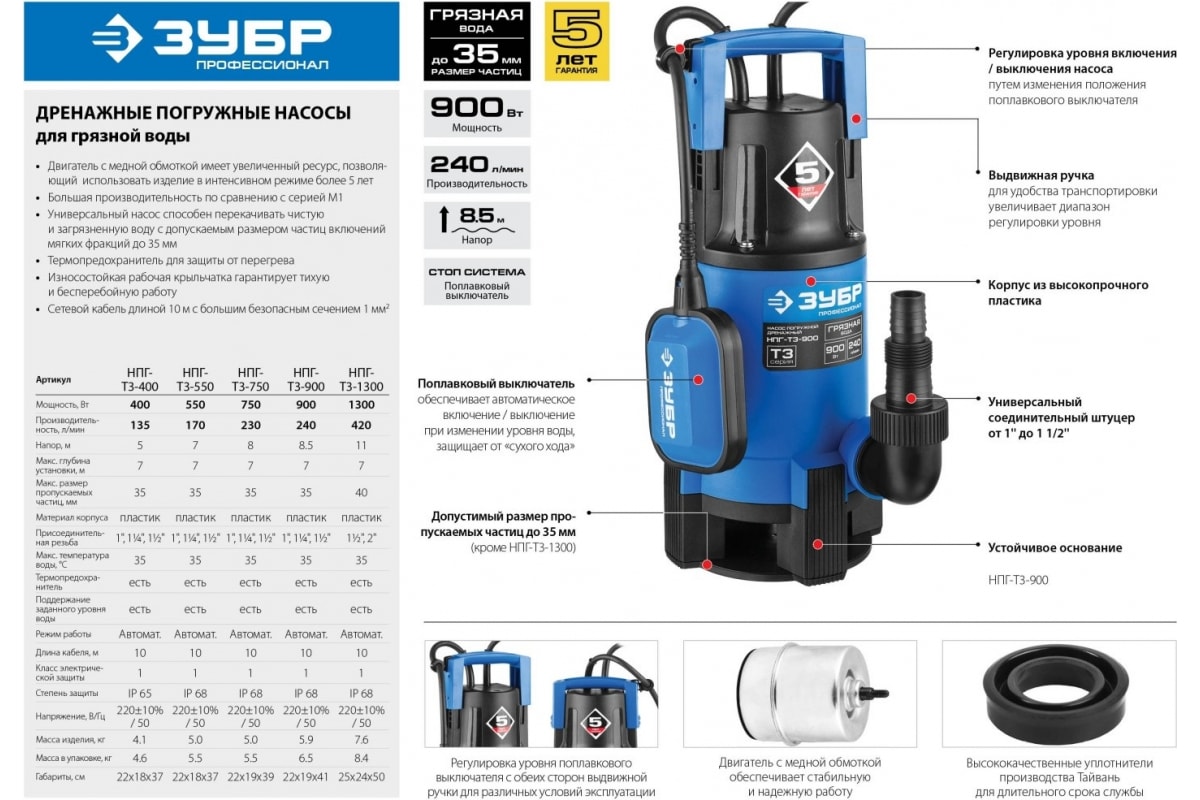 ЗУБР
ПРОФЕССИОНАЛ
ДРЕНАЖНЫЕ ПОГРУЖНЫЕ НАСОСЫ
для грязной воды
• Двигатель с медной обмоткой имеет увеличенный ресурс, позволя-
ющий использовать изделие в интенсивном режиме более 5 лет
• Большая производительность по сравнению с серией М1
• Универсальный насос способен перекачивать чистую
и загрязненную воду с допускаемым размером частиц включений
мягких фракций до 35 мм
• Термопредохранитель для защиты от перегрева
• Износостойкая рабочая крыльчатка гарантирует тихую
и бесперебойную работу
• Сетевой кабель длиной 10 м с большим безопасным сечением 1 мм²
Артикул НПГ-Т3-400 НПГ-Т3-550 НПГ-Т3-750 НПГ-Т3-900 НПГ-Т3-1300
Мощность, Вт 400 550 750 900 1300
Производитель-
ность, л/мин 135 170 230 240 420
Напор, м 5 7 8 8.5 11
Макс. глубина
установки, м 7 7 7 7 7
Макс. размер
пропускаемых
частиц, мм 35 35 35 35 40
Материал корпуса пластик пластик пластик пластик пластик
Присоединитель-
ная резьба 1", 1¼", 1½" 1", 1¼", 1½" 1", 1¼", 1½" 1", 1¼", 1½" 1½", 2"
Макс. температура
воды, °С 35 35 35 35 35
Термопредохра-
нитель есть есть есть есть есть
Поддержание
заданного уровня
воды есть есть есть есть есть
Режим работы Автомат. Автомат. Автомат. Автомат. Автомат.
Длина кабеля, м 10 10 10 10 10
Класс электриче-
ской защиты 1 1 1 1 1
Степень защиты IP 65 IP 68 IP 68 IP 68 IP 68
Напряжение, В/Гц 220±10% / 50 220±10% / 50 220±10% / 50 220±10% / 50 220±10% / 50
Масса изделия, кг 4.1 5.0 5.0 5.9 7.6
Масса в упаковке, кг 4.6 5.5 5.5 6.5 8.4
Габариты, см 22x18x37 22x18x37 22x19x39 22x19x41 25x24x50
ГРЯЗНАЯ
ВОДА
до 35 мм
РАЗМЕР ЧАСТИЦ
5
лет
ГАРАНТИЯ
900 Вт
Мощность
240 л/мин
Производительность
8.5 м
Напор
СТОП СИСТЕМА
Поплавковый
выключатель
Поплавковый выключатель
обеспечивает автоматическое
включение / выключение
при изменении уровня воды,
защищает от «сухого хода»
Допустимый размер про-
пускаемых частиц до 35 мм
(кроме НПГ-Т3-1300)
5
ЛЕТ
ЗУБР
ПРОФЕССИОНАЛ
НАСОС ПОГРУЖНОЙ
ДРЕНАЖНЫЙ
НПГ-Т3-900
Т3
серия
ГРЯЗНАЯ
ВОДА
900
Вт
240
л/мин
ЗУБР
ПРОФЕССИОНАЛ
Регулировка уровня включения
/ выключения насоса
путем изменения положения
поплавкового выключателя
Выдвижная ручка
для удобства транспортировки
увеличивает диапазон
регулировки уровня
Корпус из высокопрочного
пластика
Универсальный
соединительный штуцер
от 1" до 1 1/2"
Устойчивое основание
НПГ-Т3-900
5
5
Регулировка уровня поплавкового
выключателя с обеих сторон выдвижной
ручки для различных условий эксплуатации
Двигатель с медной обмоткой
обеспечивает стабильную
и надежную работу
Высококачественные уплотнители
производства Тайвань
для длительного срока службы